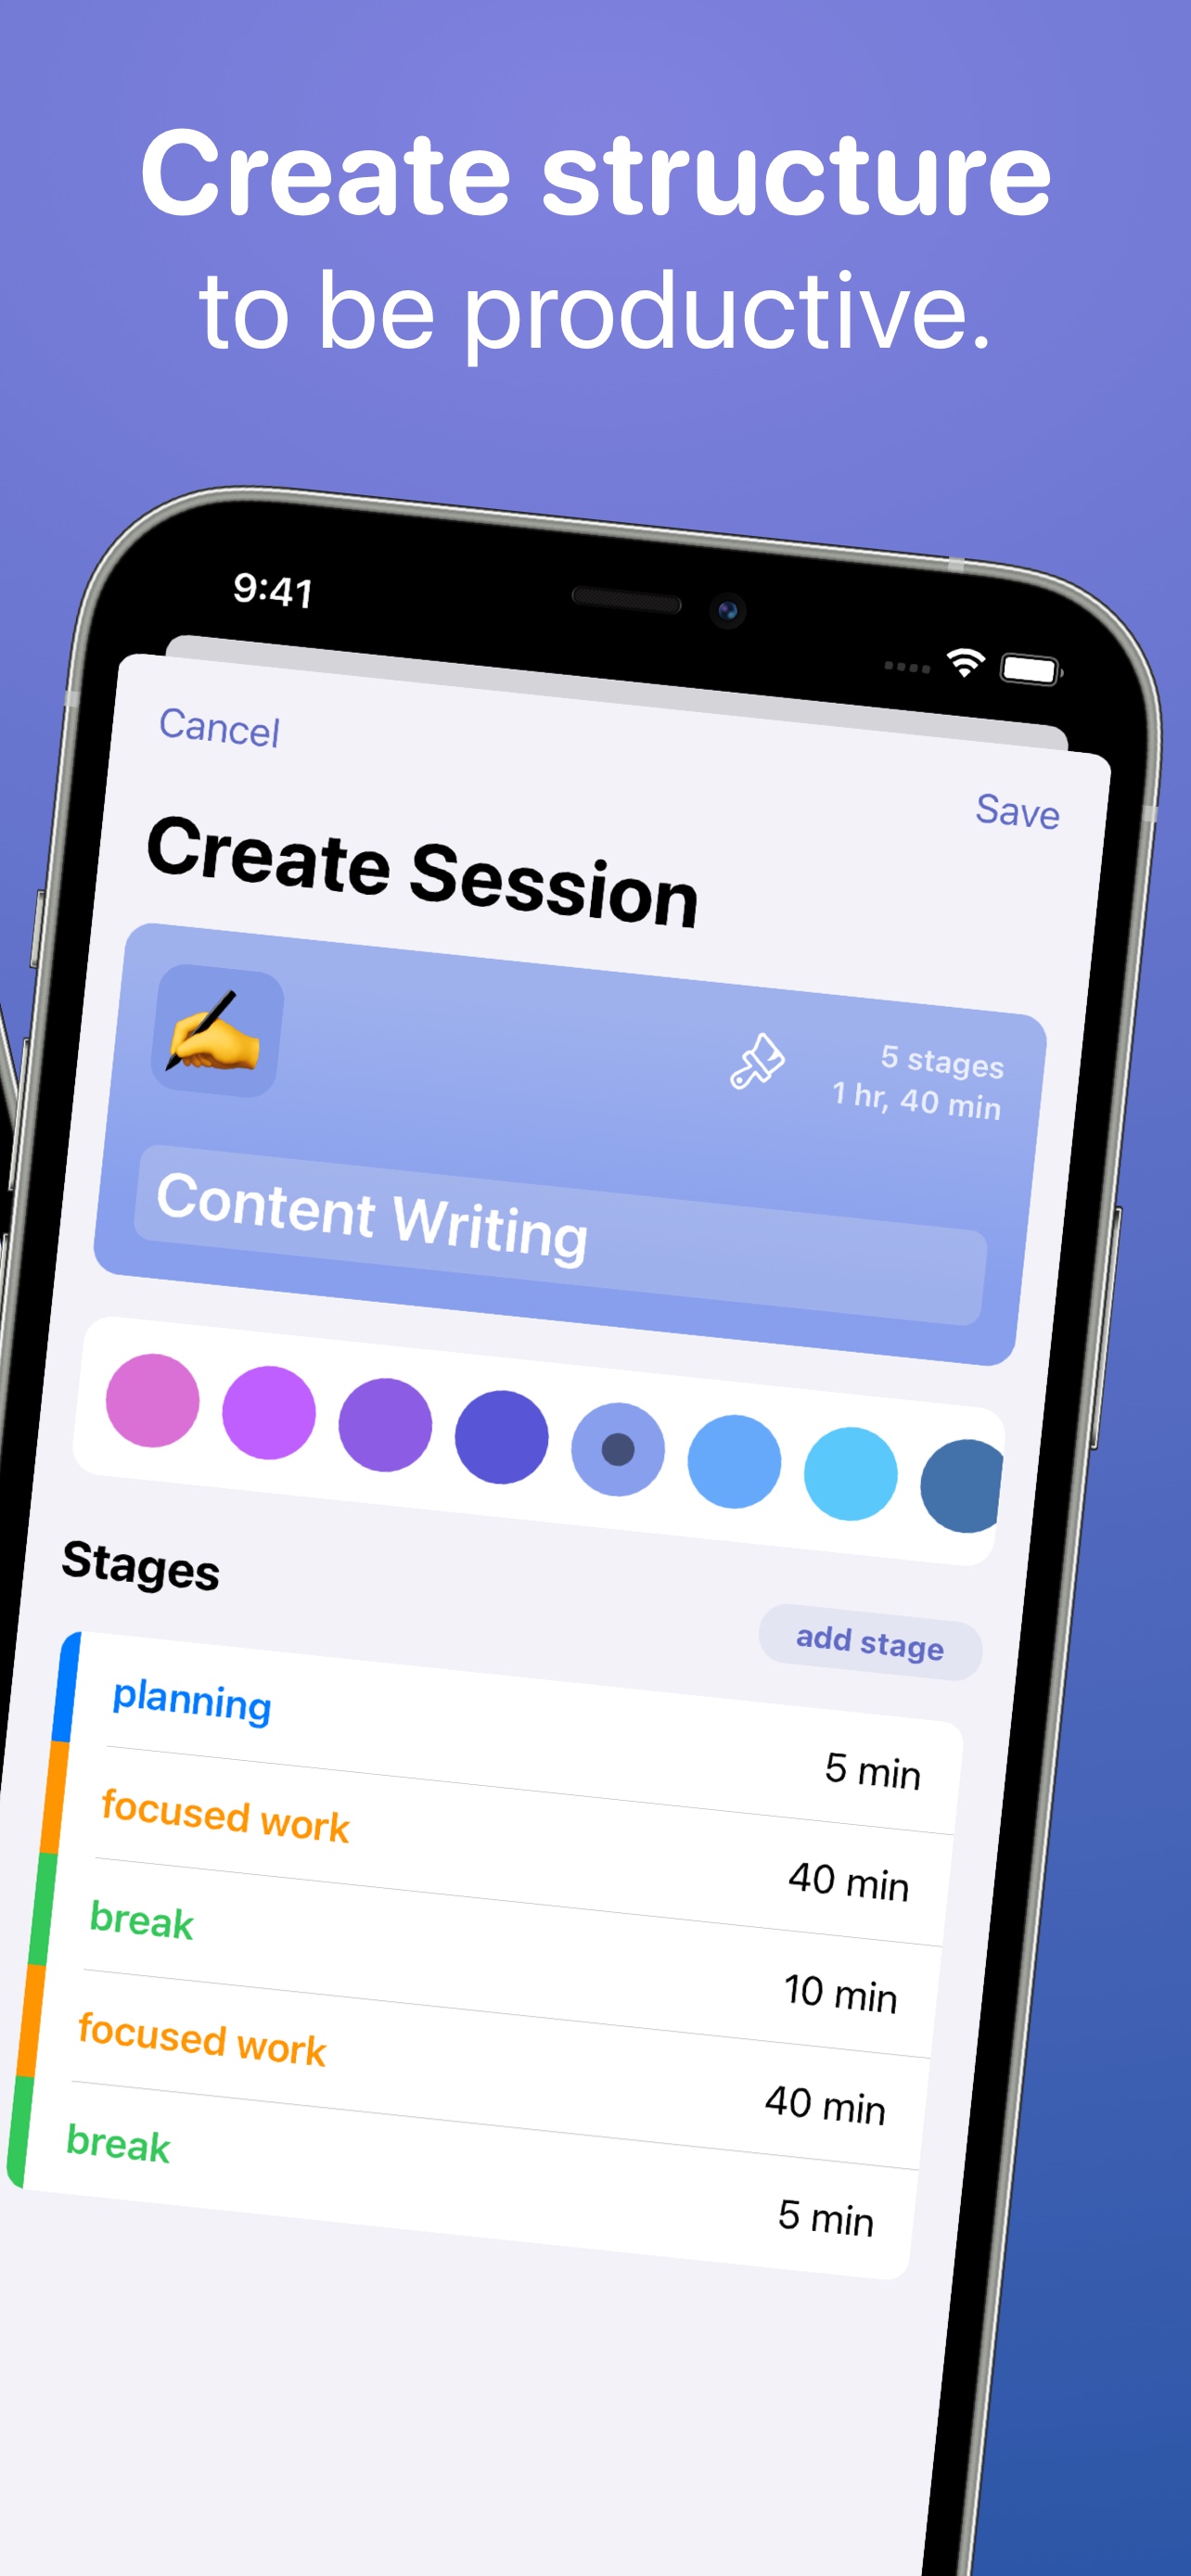 Create structure
to be productive.
9:41
Cancel
Save
Create Session
5 stages
1 hr, 40 min
Content Writing
Stages
add stage
planning
5 min
focused work
40 min
break
10 min
focused work
40 min
break
5 min